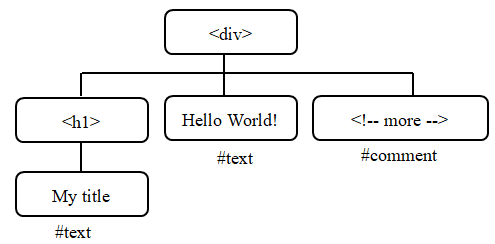 <div>
<h1>
Hello World!
<!-- more -->
#text
#comment
My title
#text